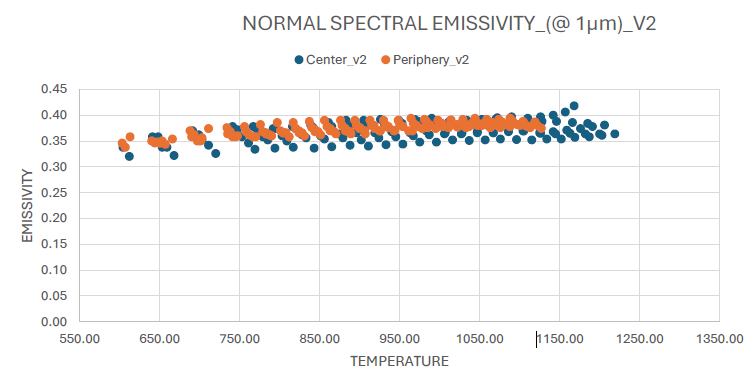 NORMAL SPECTRAL EMISSIVITY_(@ 1µm)_V2
Center_v2 Periphery_v2
0.45
0.40
0.35
0.30
0.25
0.20
0.15
0.10
0.05
0.00
EMISSIVITY
550.00 650.00 750.00 850.00 950.00 1050.00 1150.00 1250.00 1350.00
TEMPERATURE